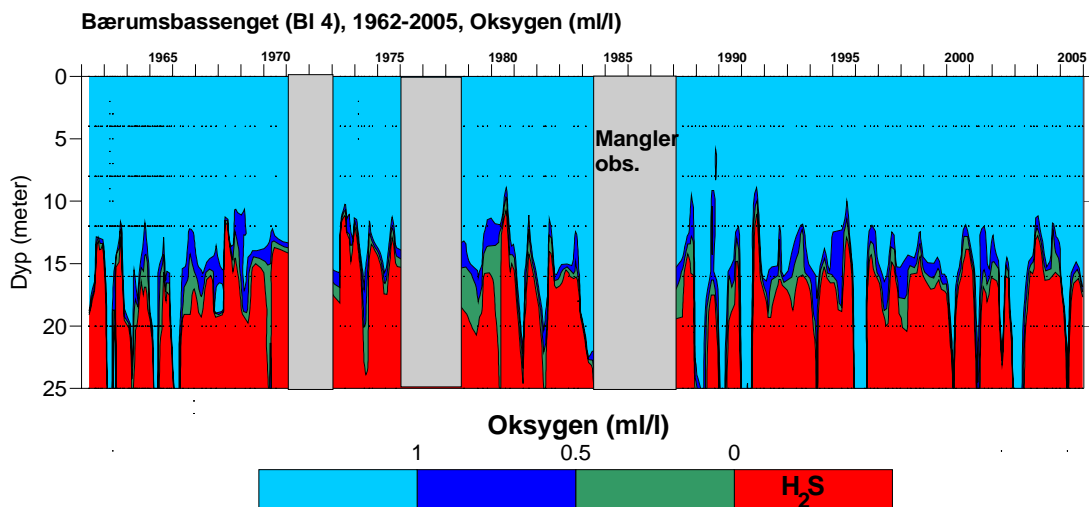 Bærumsbassenget (BI 4), 1962-2005, Oksygen (ml/l)
1965 1970 1975 1980 1985 1990 1995 2000 2005
0
5
10
15
20
25
Dyp (meter)
Mangler
obs.
Oksygen (ml/l)
1 0.5 0
H2S